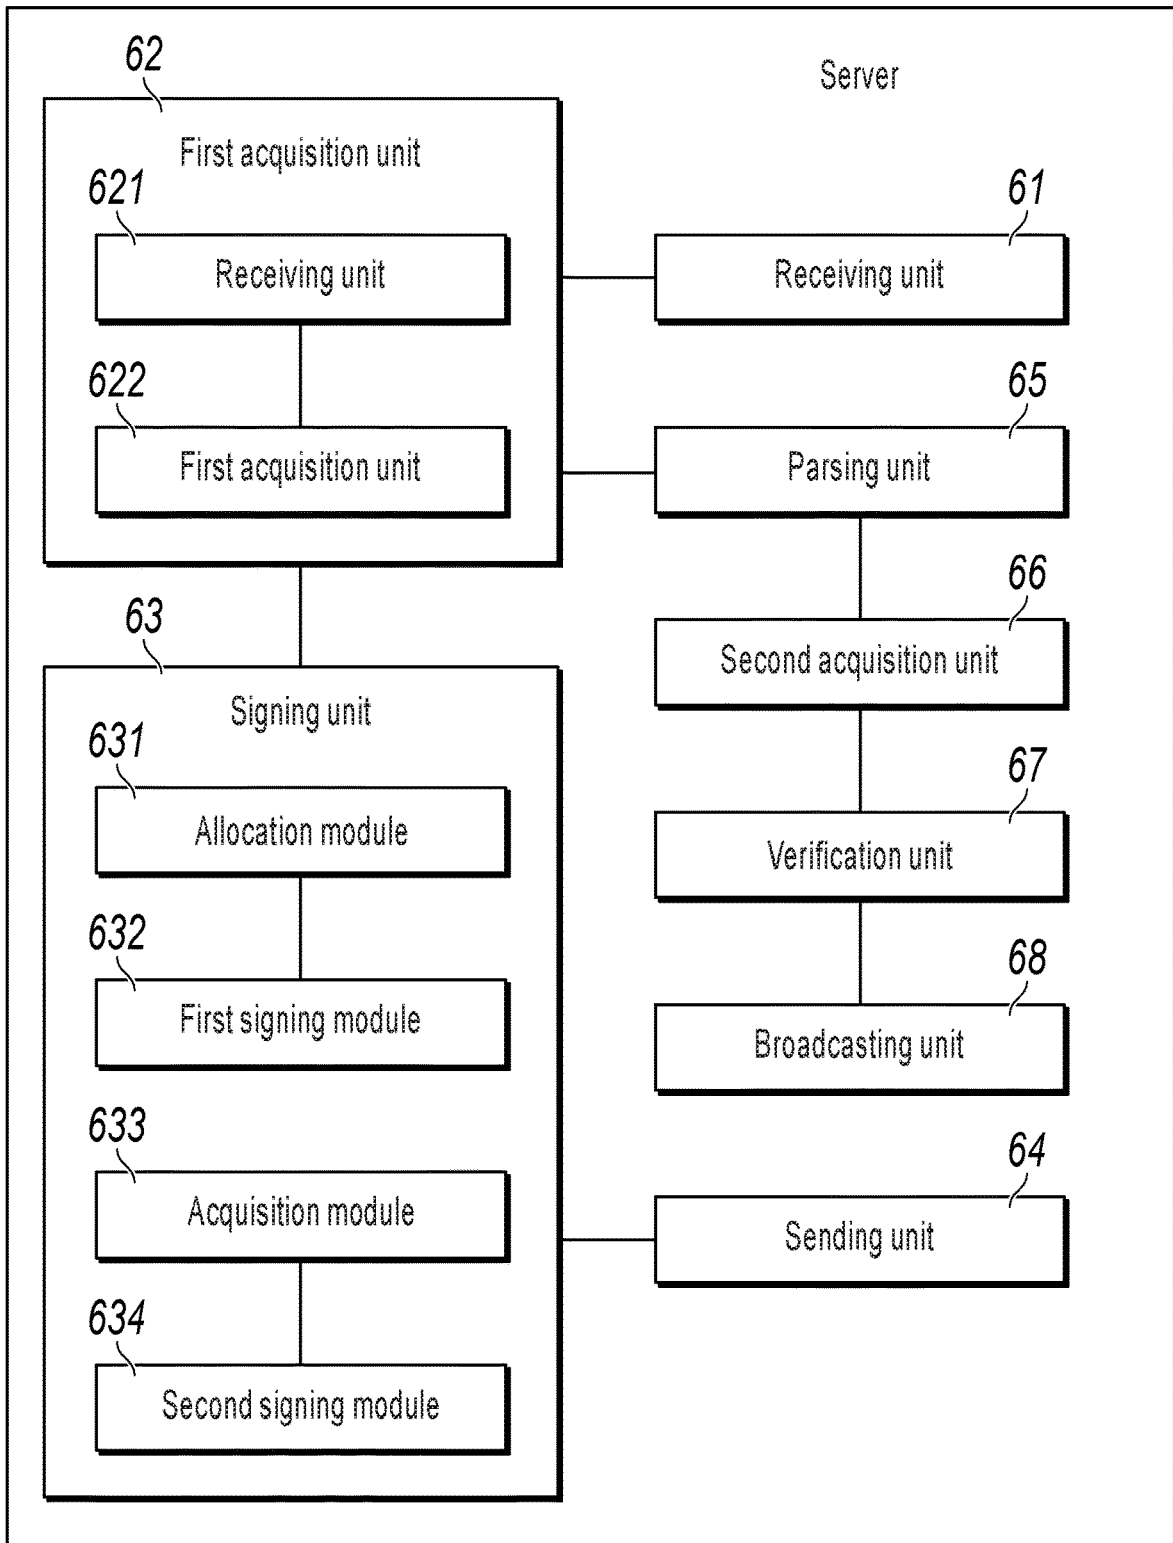 Server
62
First acquisition unit
621
Receiving unit
622
First acquisition unit
61
Receiving unit
65
Parsing unit
66
Second acquisition unit
67
Verification unit
68
Broadcasting unit
63
Signing unit
631
Allocation module
632
First signing module
633
Acquisition module
634
Second signing module
64
Sending unit